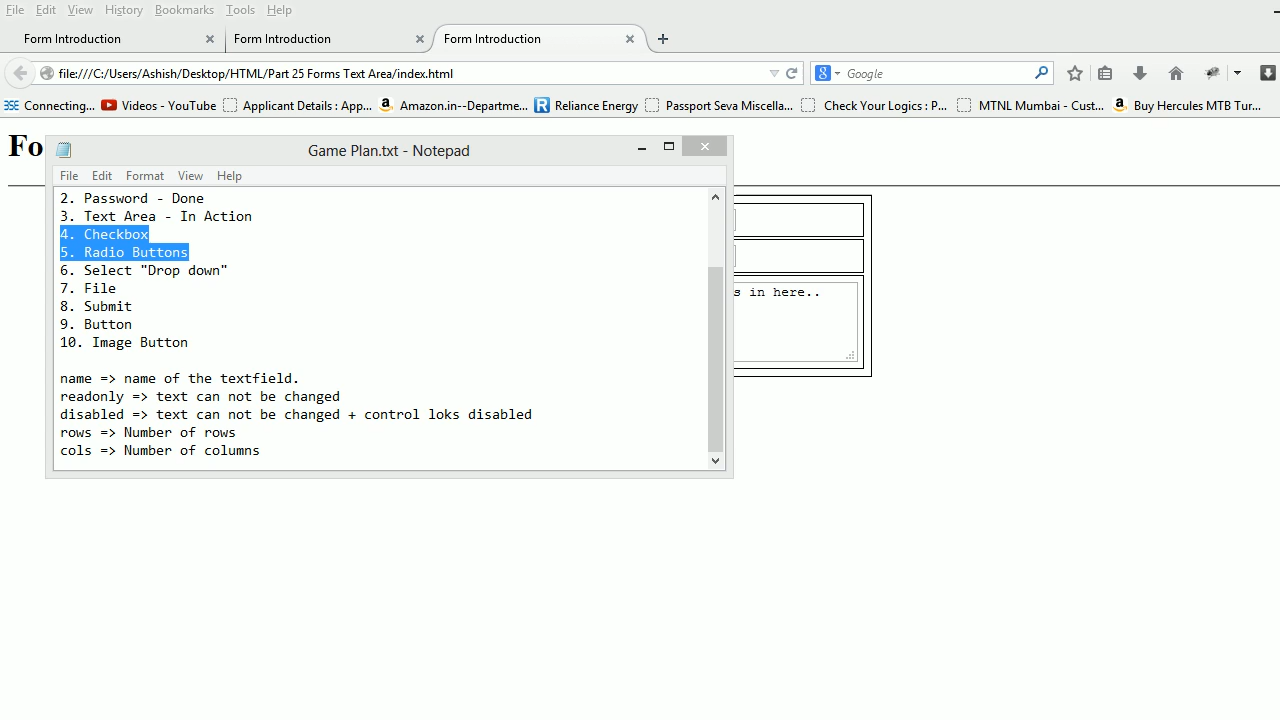 File Edit View History Bookmarks Tools Help
Form Introduction Form Introduction Form Introduction
file:///C:/Users/Ashish/Desktop/HTML/Part 25 Forms Text Area/index.html Google
Connecting... Videos - YouTube Applicant Details : App... Amazon.in--Departme... Reliance Energy Passport Seva Miscella... Check Your Logics : P... MTNL Mumbai - Cust... Buy Hercules MTB Tur...
Fo
Game Plan.txt - Notepad
File Edit Format View Help
2. Password - Done
3. Text Area - In Action
4. Checkbox
5. Radio Buttons
6. Select "Drop down"
7. File
8. Submit
9. Button
10. Image Button
name => name of the textfield.
readonly => text can not be changed
disabled => text can not be changed + control loks disabled
rows => Number of rows
cols => Number of columns
s in here..